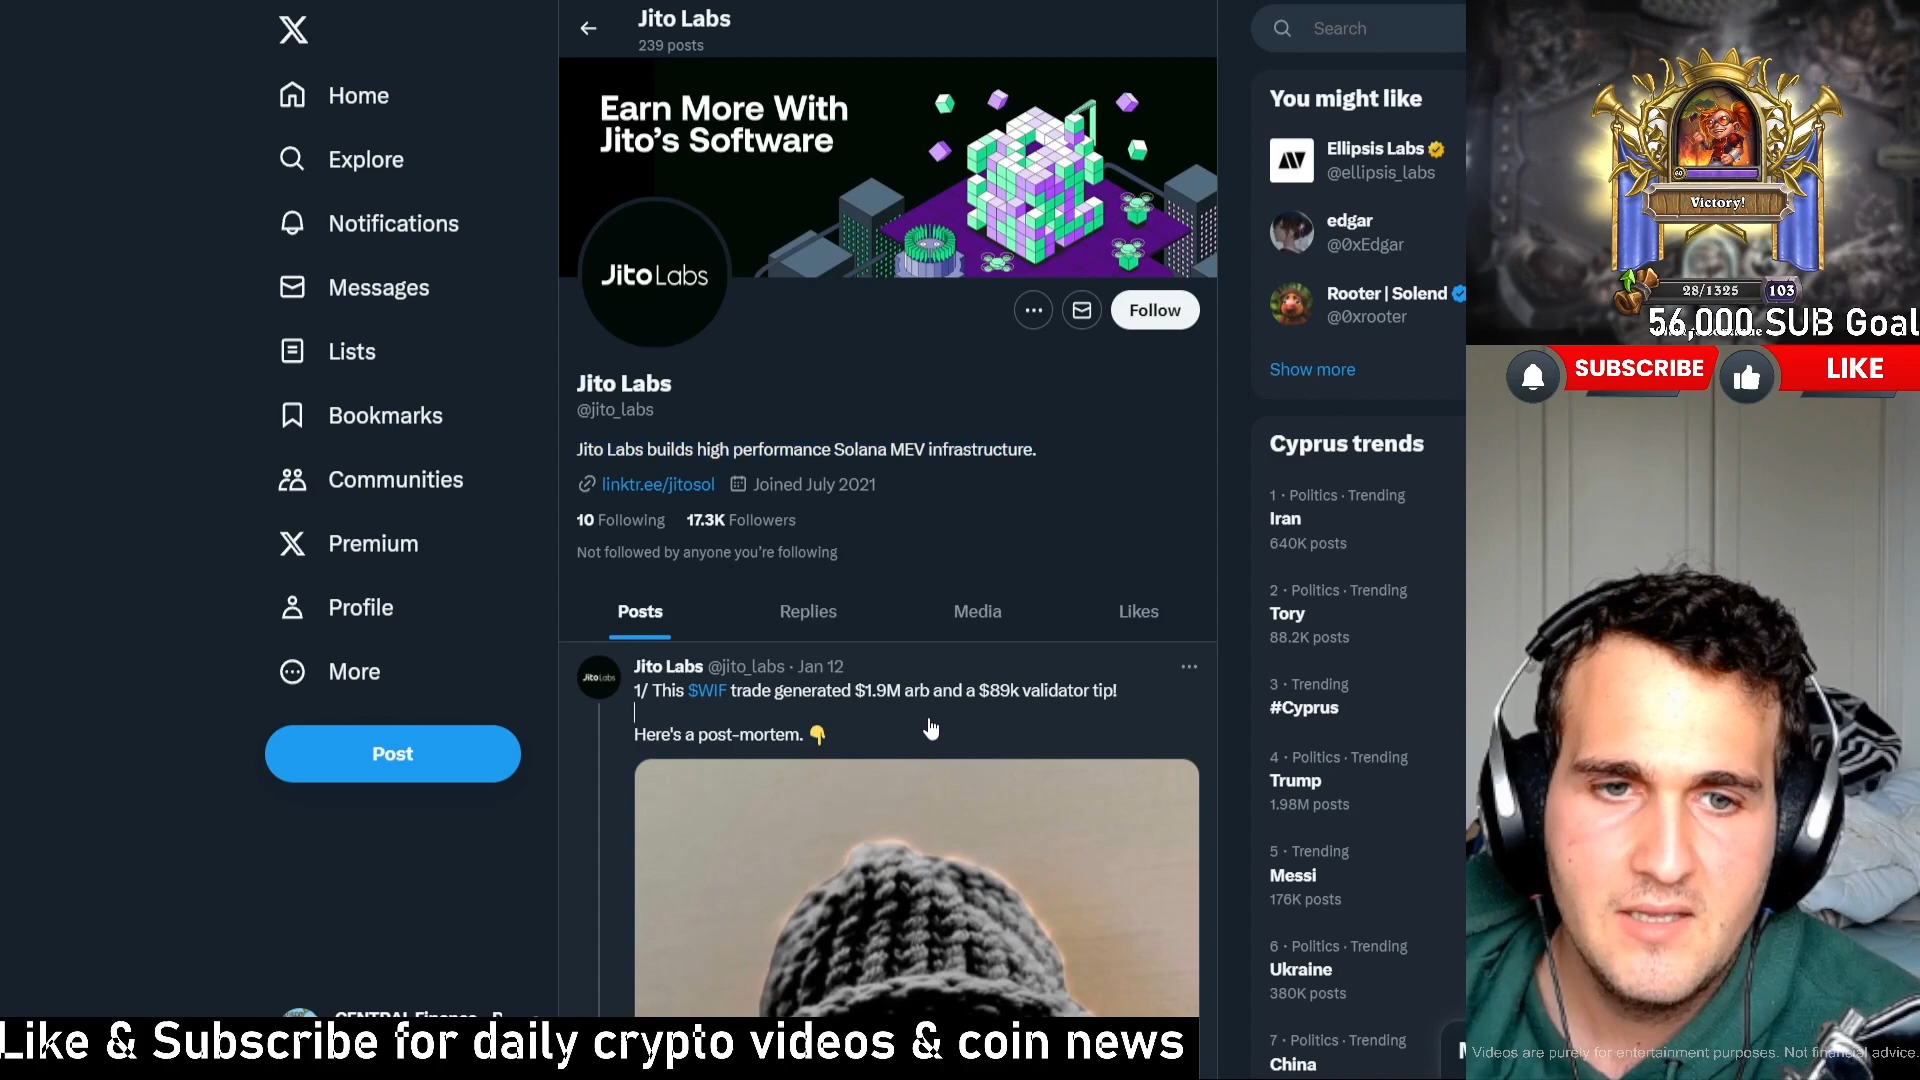 Home
Explore
Notifications
Messages
Lists
Bookmarks
Communities
Premium
Profile
More
Post
Jito Labs
239 posts
Earn More With
Jito's Software
JitoLabs
Follow
Jito Labs
@jito_labs
Jito Labs builds high performance Solana MEV infrastructure.
linktr.ee/jitosol Joined July 2021
10 Following 17.3K Followers
Not followed by anyone you're following
Posts Replies Media Likes
JitoLabs
Jito Labs @jito_labs · Jan 12
1/ This $WIF trade generated $1.9M arb and a $89k validator tip!
Here's a post-mortem. 👇
Search
You might like
Ellipsis Labs
@ellipsis_labs
edgar
@0xEdgar
Rooter | Solend
@0xrooter
Show more
Cyprus trends
1 · Politics · Trending
Iran
640K posts
2 · Politics · Trending
Tory
88.2K posts
3 · Trending
#Cyprus
4 · Politics · Trending
Trump
1.98M posts
5 · Trending
Messi
176K posts
6 · Politics · Trending
Ukraine
380K posts
7 · Politics · Trending
China
60
Victory!
28/1325 103
56,000 SUB Goal
SUBSCRIBE LIKE
Like & Subscribe for daily crypto videos & coin news
Videos are purely for entertainment purposes. Not financial advice.